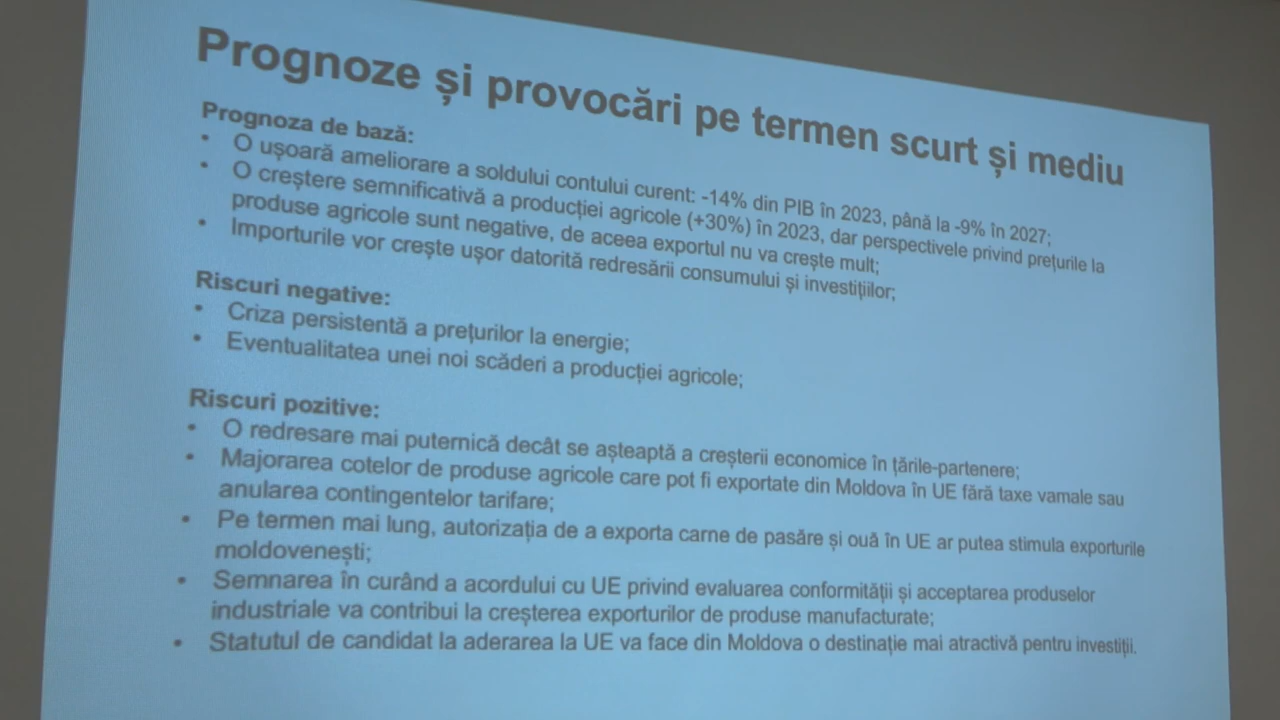 Prognoze și provocări pe termen scurt și mediu
Prognoza de bază:
• O ușoară ameliorare a soldului contului curent: -14% din PIB în 2023, până la -9% în 2027;
• O creștere semnificativă a producției agricole (+30%) în 2023, dar perspectivele privind prețurile la
produse agricole sunt negative, de aceea exportul nu va crește mult;
• Importurile vor crește ușor datorită redresării consumului și investițiilor;
Riscuri negative:
• Criza persistentă a prețurilor la energie;
• Eventualitatea unei noi scăderi a producției agricole;
Riscuri pozitive:
• O redresare mai puternică decât se așteaptă a creșterii economice în țările-partenere;
• Majorarea cotelor de produse agricole care pot fi exportate din Moldova în UE fără taxe vamale sau
anularea contingentelor tarifare;
• Pe termen mai lung, autorizația de a exporta carne de pasăre și ouă în UE ar putea stimula exporturile
moldovenești;
• Semnarea în curând a acordului cu UE privind evaluarea conformității și acceptarea produselor
industriale va contribui la creșterea exporturilor de produse manufacturate;
• Statutul de candidat la aderarea la UE va face din Moldova o destinație mai atractivă pentru investiții.